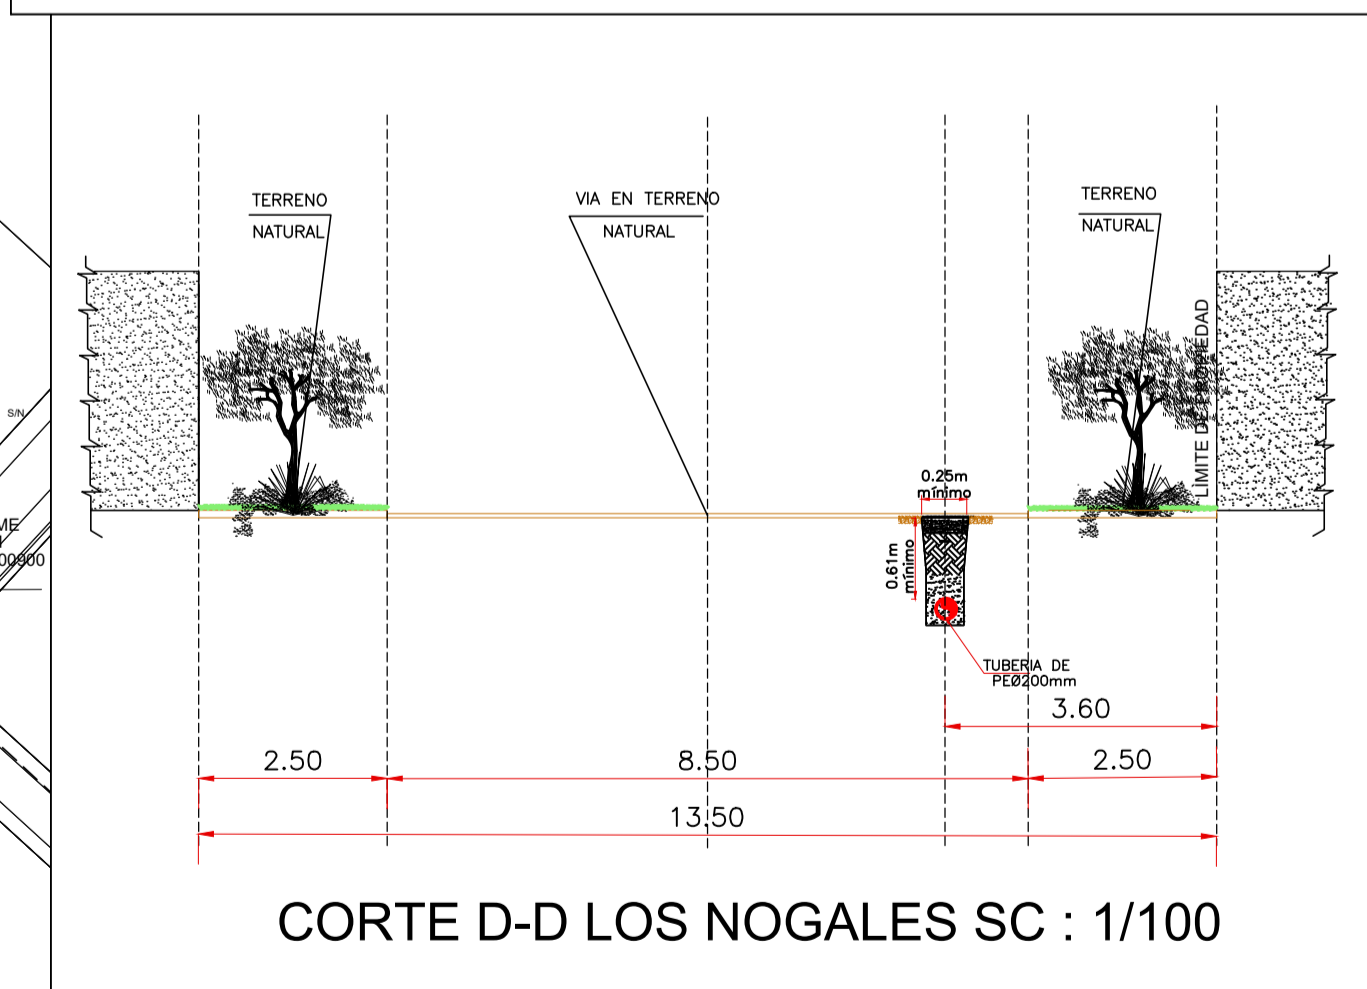 TERRENO
NATURAL
VIA EN TERRENO
NATURAL
TERRENO
NATURAL
LÍMITE DE PROPIEDAD
S/N
0.25m
mínimo
0.61m
mínimo
TUBERIA DE
PEØ200mm
3.60
2.50
8.50
2.50
13.50
CORTE D-D LOS NOGALES SC : 1/100